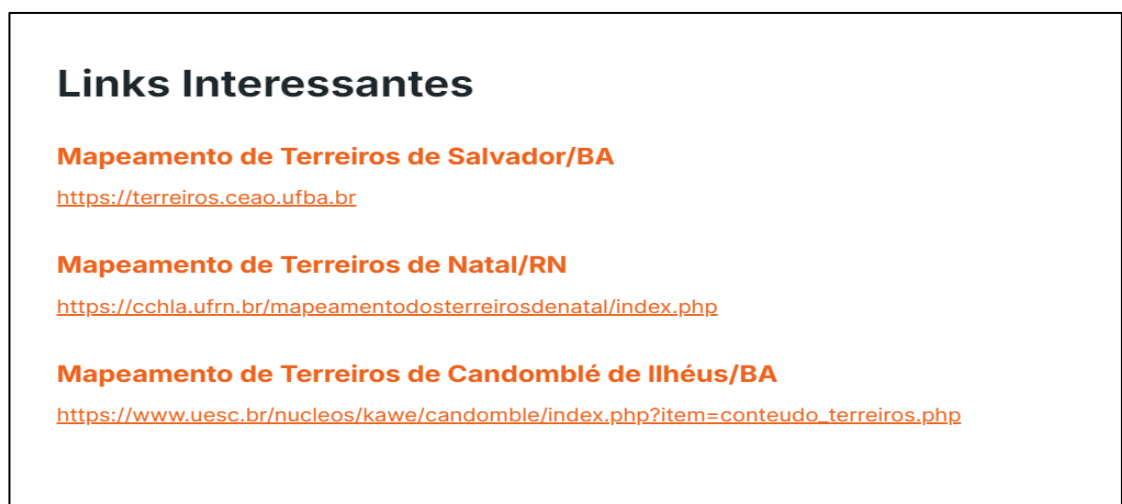 Links Interessantes
Mapeamento de Terreiros de Salvador/BA
https://terreiros.ceao.ufba.br
Mapeamento de Terreiros de Natal/RN
https://cchla.ufrn.br/mapeamentodosterreirosdenatal/index.php
Mapeamento de Terreiros de Candomblé de Ilhéus/BA
https://www.uesc.br/nucleos/kawe/candomble/index.php?item=conteudo_terreiros.php